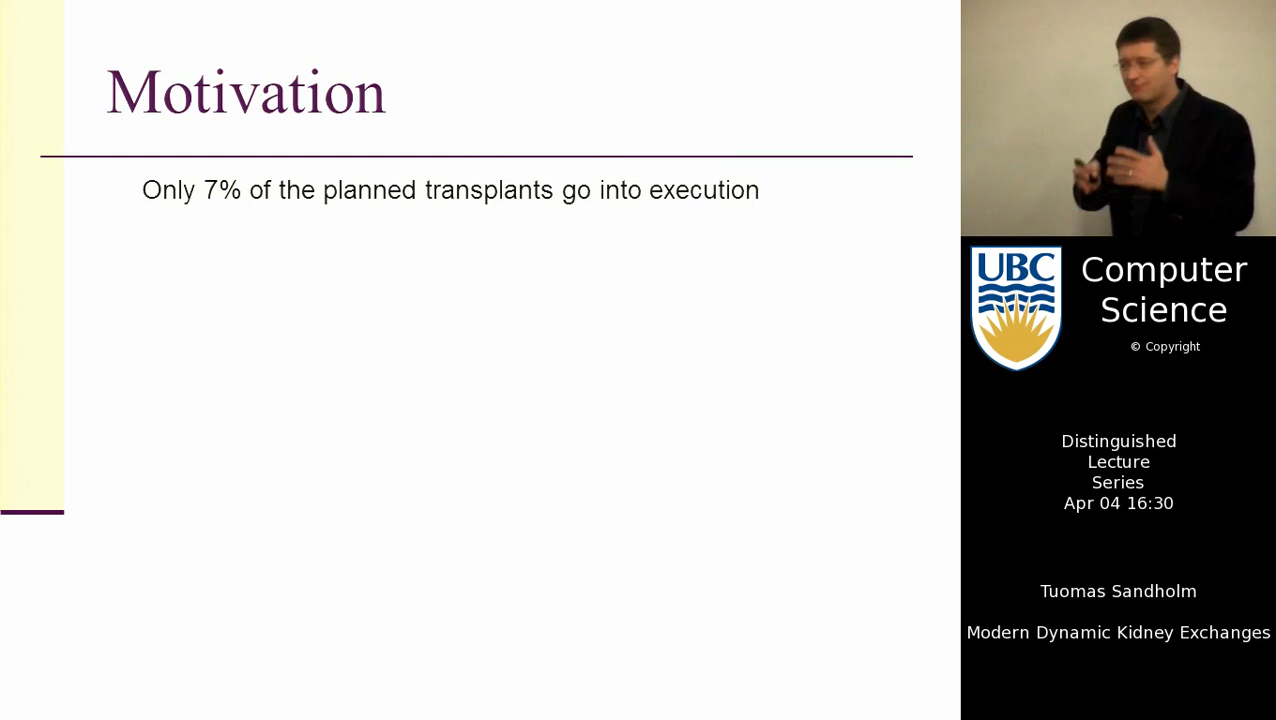 Motivation
Only 7% of the planned transplants go into execution
UBC
Computer
Science
© Copyright
Distinguished
Lecture
Series
Apr 04 16:30
Tuomas Sandholm
Modern Dynamic Kidney Exchanges